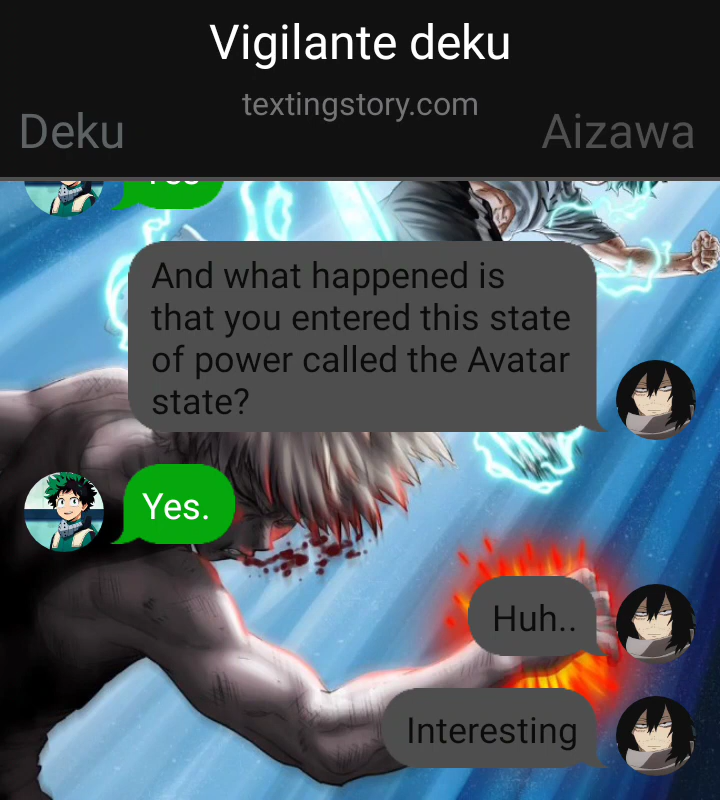 Vigilante deku
textingstory.com
Deku
Aizawa
Yes
And what happened is
that you entered this state
of power called the Avatar
state?
Yes.
Huh..
Interesting